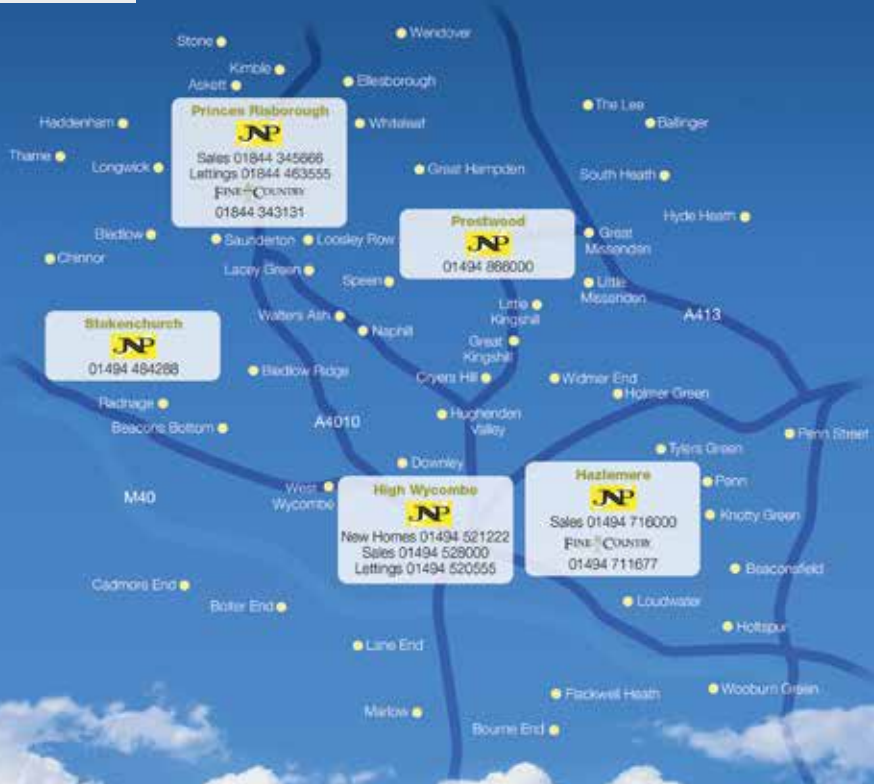 Wendover
Stone
Kimble
Askett
Ellesborough
The Lee
Haddenham
Whiteleaf
Ballinger
Thame
Longwick
Great Hampden
South Heath
Princes Risborough
JNP
Sales 01844 345666
Lettings 01844 463555
FINE & COUNTRY
01844 343131
Hyde Heath
Bledlow
Saunderton
Loosley Row
Prestwood
JNP
01494 866000
Great
Missenden
Chinnor
Lacey Green
Speen
Little
Missenden
Walters Ash
Naphill
Little
Kingshill
A413
Stokenchurch
JNP
01494 484288
Great
Kingshill
Bledlow Ridge
Cryers Hill
Widmer End
Holmer Green
Radnage
Beacons Bottom
A4010
Hughenden
Valley
Penn Street
Tylers Green
Downley
M40
West
Wycombe
High Wycombe
JNP
New Homes 01494 521222
Sales 01494 528000
Lettings 01494 520555
Hazlemere
JNP
Sales 01494 716000
FINE & COUNTRY
01494 711677
Penn
Knotty Green
Beaconsfield
Cadmore End
Bolter End
Loudwater
Holtspur
Lane End
Flackwell Heath
Wooburn Green
Marlow
Bourne End